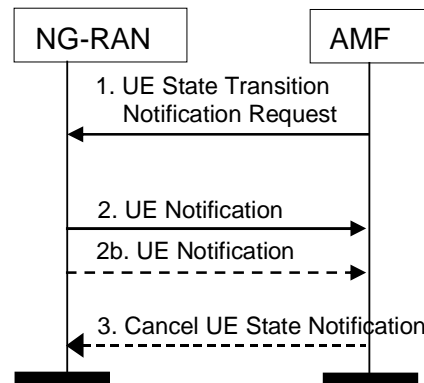 NG-RAN
AMF
1. UE State Transition
Notification Request
2. UE Notification
2b. UE Notification
3. Cancel UE State Notification